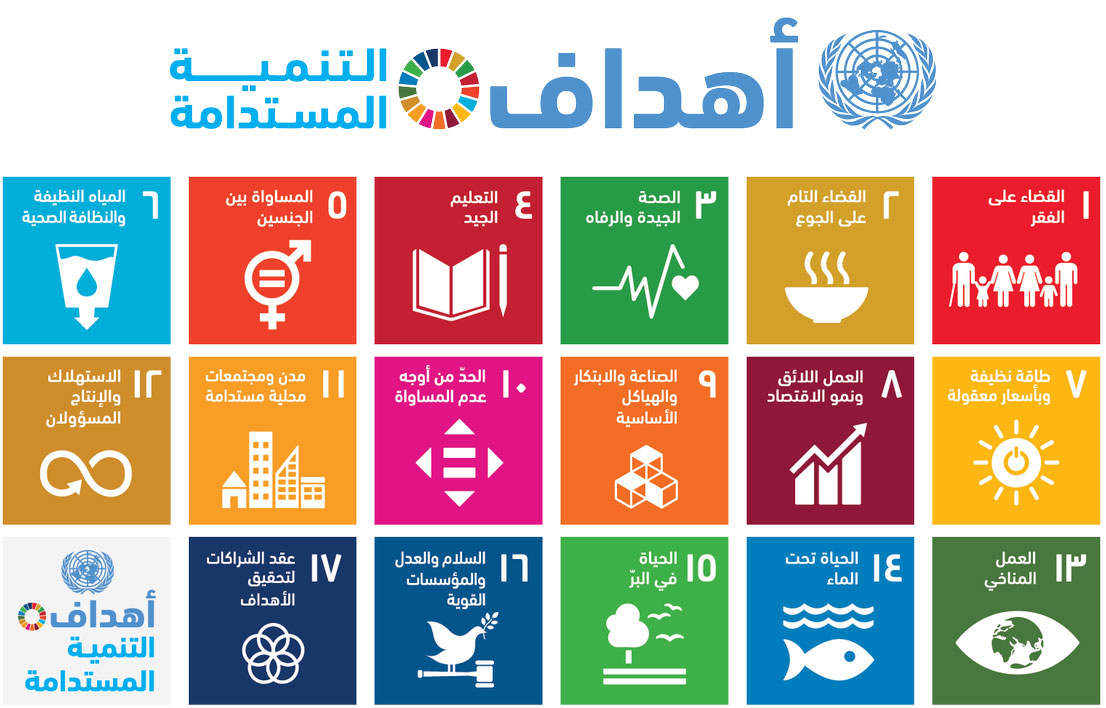 أهداف
التنمية
المستدامة
١
القضاء على
الفقر
٢
القضاء التام
على الجوع
٣
الصحة
الجيدة والرفاه
٤
التعليم
الجيد
٥
المساواة بين
الجنسين
٦
المياه النظيفة
والنظافة الصحية
٧
طاقة نظيفة
وبأسعار معقولة
٨
العمل اللائق
ونمو الاقتصاد
٩
الصناعة والابتكار
والهياكل
الأساسية
١٠
الحدّ من أوجه
عدم المساواة
١١
مدن ومجتمعات
محلية مستدامة
١٢
الاستهلاك
والإنتاج
المسؤولان
١٣
العمل
المناخي
١٤
الحياة تحت
الماء
١٥
الحياة
في البرّ
١٦
السلام والعدل
والمؤسسات
القوية
١٧
عقد الشراكات
لتحقيق
الأهداف
أهداف
التنمية
المستدامة